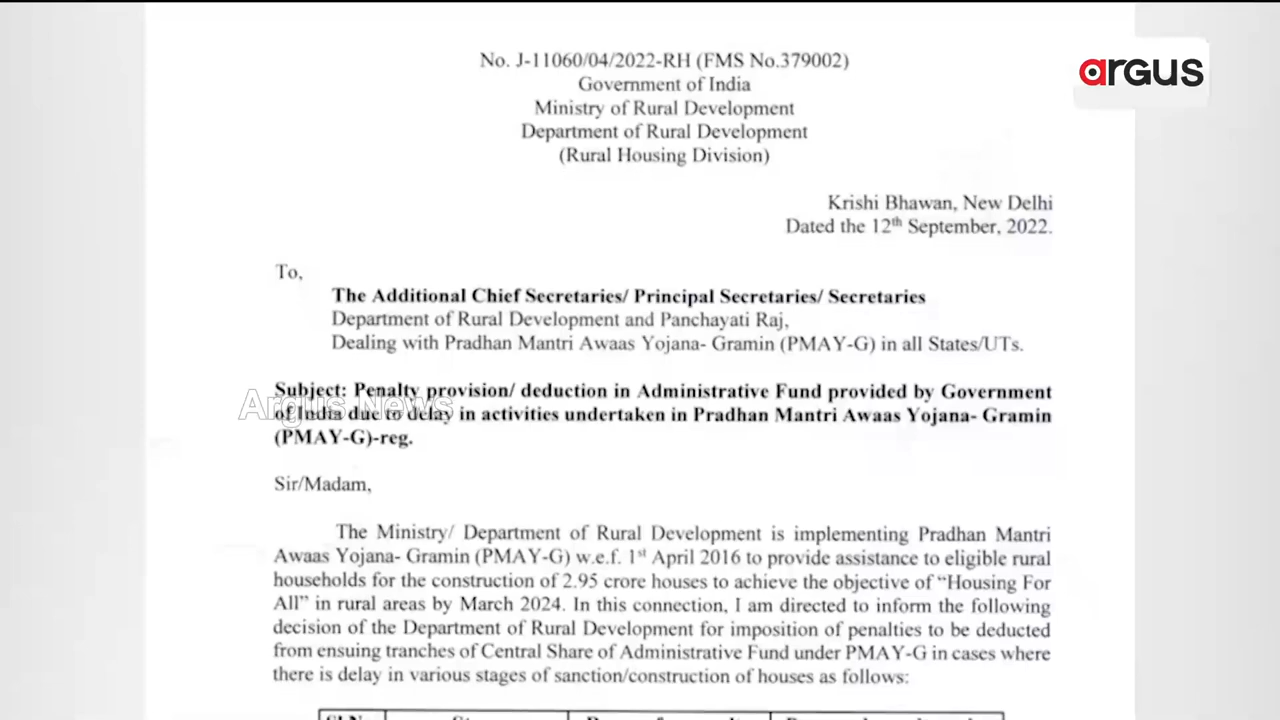 No. J-11060/04/2022-RH (FMS No.379002)
argus
Government of India
Ministry of Rural Development
Department of Rural Development
(Rural Housing Division)
Krishi Bhawan, New Delhi
Dated the 12th September, 2022.
To,
The Additional Chief Secretaries/ Principal Secretaries/ Secretaries
Department of Rural Development and Panchayati Raj,
Dealing with Pradhan Mantri Awaas Yojana- Gramin (PMAY-G) in all States/UTs.
Subject: Penalty provision/ deduction in Administrative Fund provided by Government
Argus News
of India due to delay in activities undertaken in Pradhan Mantri Awaas Yojana- Gramin
(PMAY-G)-reg.
Sir/Madam,
The Ministry/ Department of Rural Development is implementing Pradhan Mantri
Awaas Yojana- Gramin (PMAY-G) w.e.f. 1st April 2016 to provide assistance to eligible rural
households for the construction of 2.95 crore houses to achieve the objective of “Housing For
All” in rural areas by March 2024. In this connection, I am directed to inform the following
decision of the Department of Rural Development for imposition of penalties to be deducted
from ensuing tranches of Central Share of Administrative Fund under PMAY-G in cases where
there is delay in various stages of sanction/construction of houses as follows: